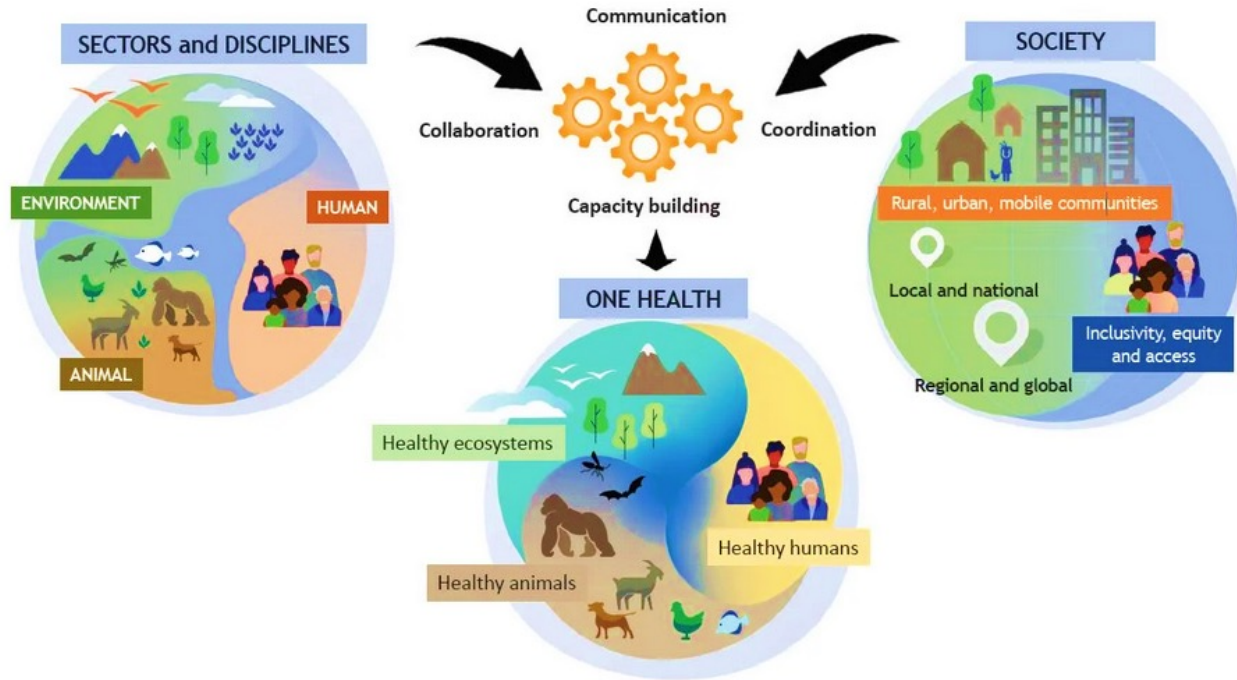 SECTORS and DISCIPLINES
ENVIRONMENT
HUMAN
ANIMAL
Communication
Collaboration
Coordination
Capacity building
SOCIETY
Rural, urban, mobile communities
Local and national
Inclusivity, equity
and access
Regional and global
ONE HEALTH
Healthy ecosystems
Healthy humans
Healthy animals